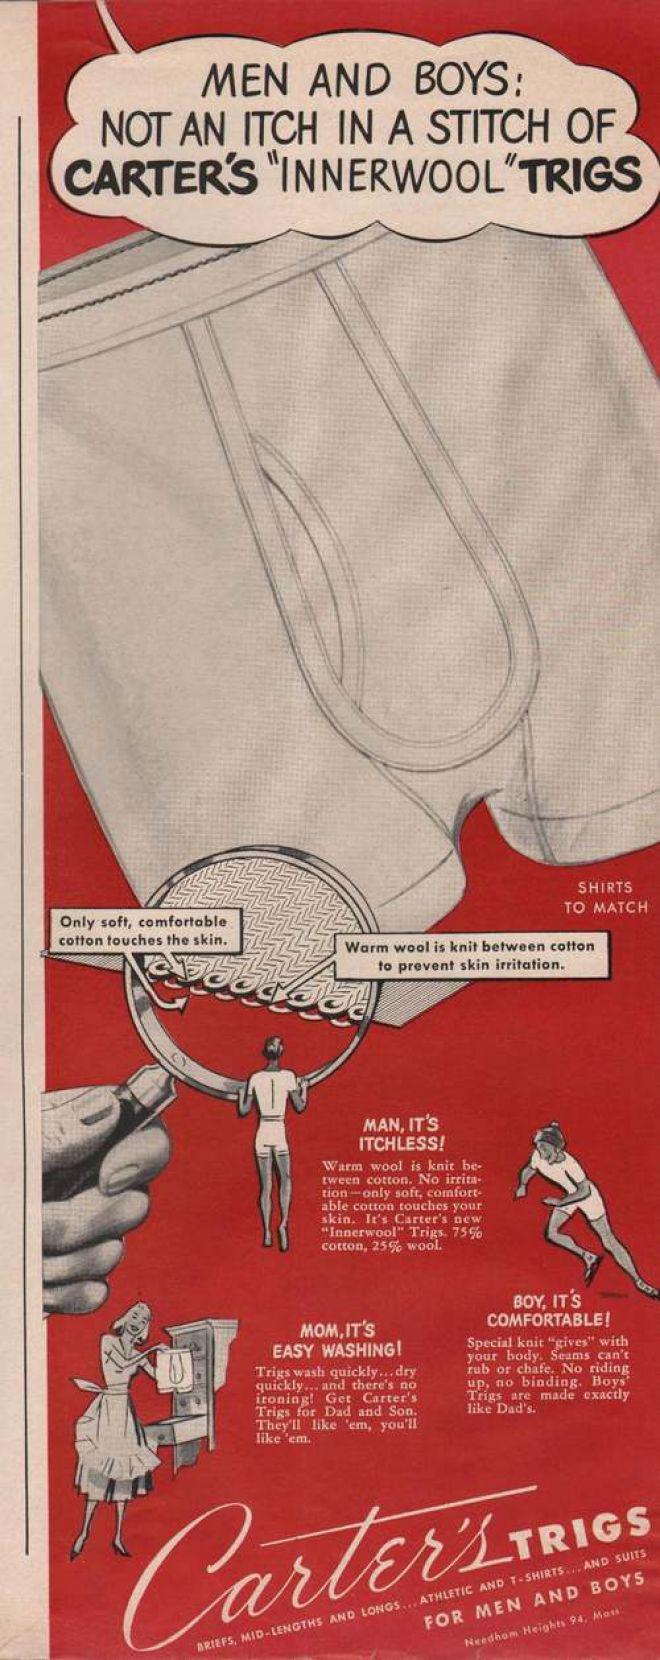 MEN AND BOYS:
NOT AN ITCH IN A STITCH OF
CARTER'S "INNERWOOL" TRIGS
SHIRTS
TO MATCH
Only soft, comfortable
cotton touches the skin.
Warm wool is knit between cotton
to prevent skin irritation.
MAN, IT'S
ITCHLESS!
Warm wool is knit be-
tween cotton. No irrita-
tion—only soft, comfort-
able cotton touches your
skin. It's Carter's new
"Innerwool" Trigs. 75%
cotton, 25% wool.
BOY, IT'S
COMFORTABLE!
Special knit "gives" with
your body. Seams can't
rub or chafe. No riding
up, no binding. Boys'
Trigs are made exactly
like Dad's.
MOM, IT'S
EASY WASHING!
Trigs wash quickly...dry
quickly...and there's no
ironing! Get Carter's
Trigs for Dad and Son.
They'll like 'em, you'll
like 'em.
Carter's TRIGS
BRIEFS, MID-LENGTHS AND LONGS...ATHLETIC AND T-SHIRTS...AND SUITS
FOR MEN AND BOYS
Needham Heights 94, Mass.